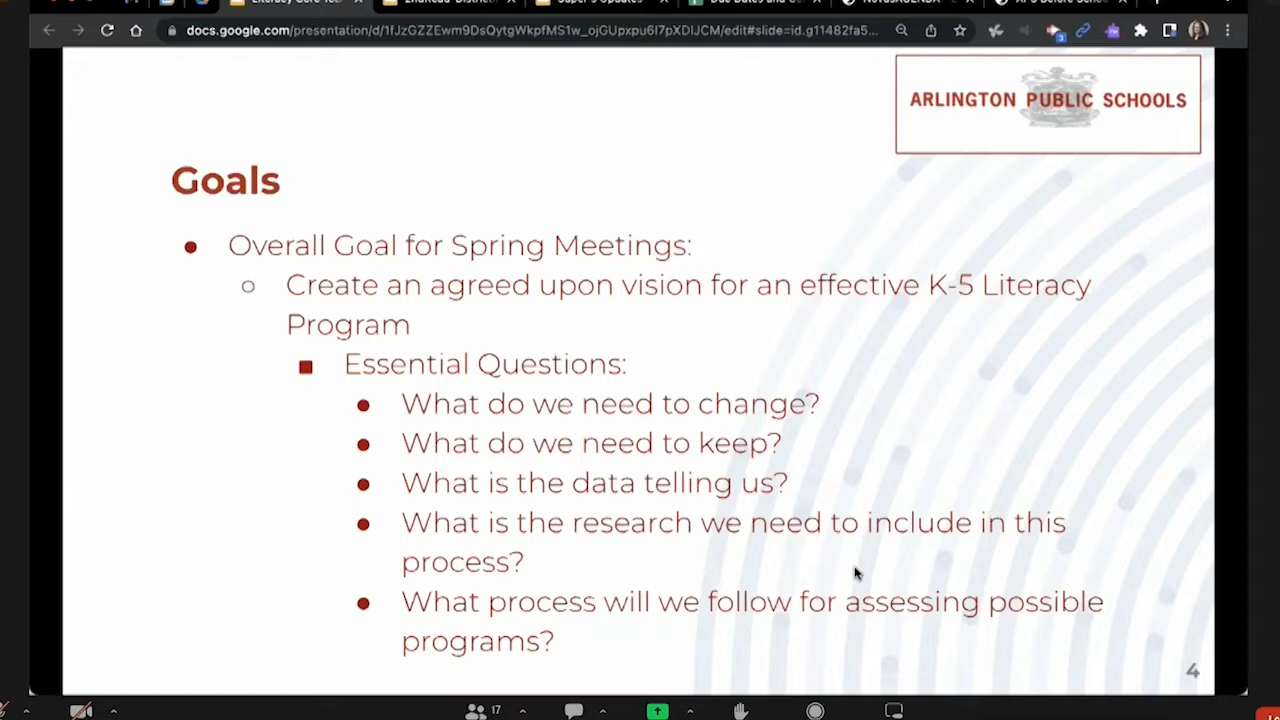 docs.google.com/presentation/d/1fJzGZZEwm9DsQytgWkpfMS1w_ojGUpxpu6I7pXDIJCM/edit#slide=id.g11482fa5...
ARLINGTON PUBLIC SCHOOLS
Goals
Overall Goal for Spring Meetings:
Create an agreed upon vision for an effective K-5 Literacy
Program
Essential Questions:
What do we need to change?
What do we need to keep?
What is the data telling us?
What is the research we need to include in this
process?
What process will we follow for assessing possible
programs?
4
17